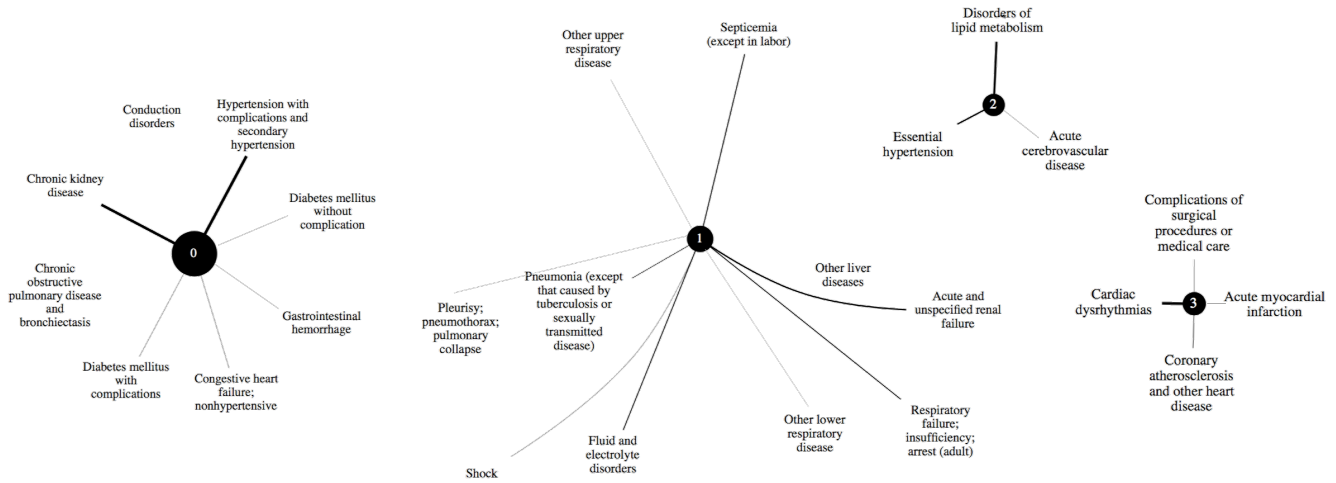 Conduction
disorders
Hypertension with
complications and
secondary
hypertension
Chronic kidney
disease
Diabetes mellitus
without
complication
0
Chronic
obstructive
pulmonary disease
and
bronchiectasis
Gastrointestinal
hemorrhage
Diabetes mellitus
with
complications
Congestive heart
failure;
nonhypertensive
Other upper
respiratory
disease
Septicemia
(except in labor)
1
Pneumonia (except
that caused by
tuberculosis or
sexually
transmitted
disease)
Other liver
diseases
Pleurisy;
pneumothorax;
pulmonary
collapse
Acute and
unspecified renal
failure
Shock
Fluid and
electrolyte
disorders
Other lower
respiratory
disease
Respiratory
failure;
insufficiency;
arrest (adult)
Disorders of
lipid metabolism
2
Essential
hypertension
Acute
cerebrovascular
disease
Complications of
surgical
procedures or
medical care
Cardiac
dysrhythmias
3
Acute myocardial
infarction
Coronary
atherosclerosis
and other heart
disease